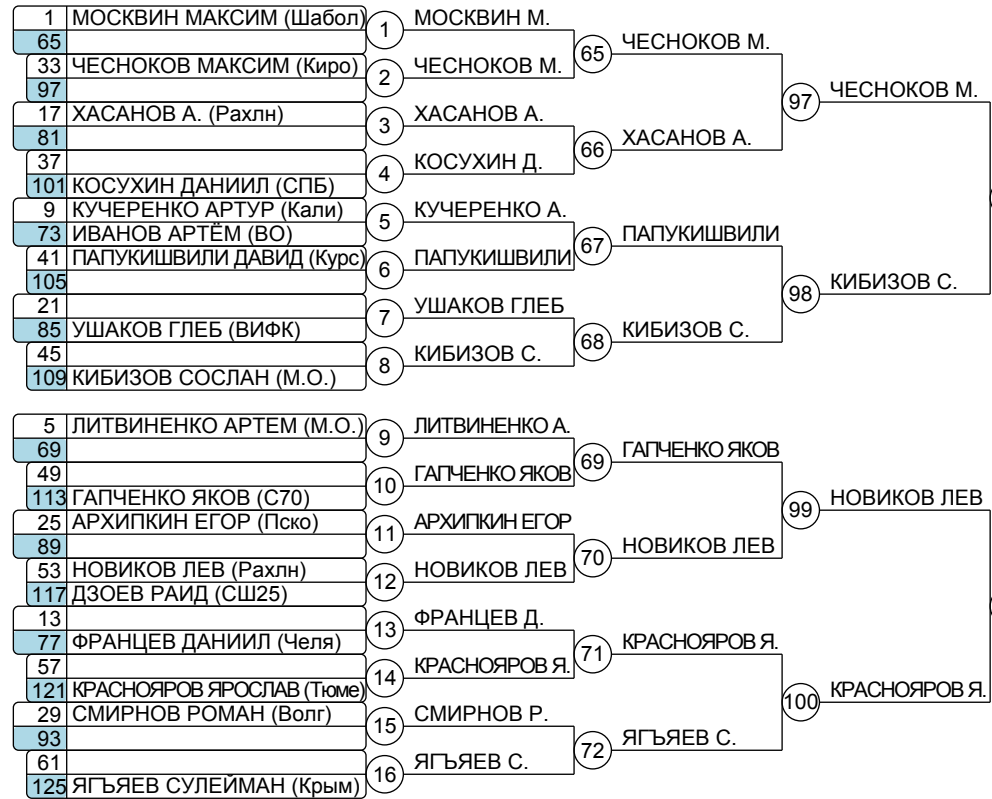 1 МОСКВИН МАКСИМ (Шабол)
65
33 ЧЕСНОКОВ МАКСИМ (Киро)
97
17 ХАСАНОВ А. (Рахлн)
81
37
101 КОСУХИН ДАНИИЛ (СПБ)
9 КУЧЕРЕНКО АРТУР (Кали)
73 ИВАНОВ АРТЁМ (ВО)
41 ПАПУКИШВИЛИ ДАВИД (Курс)
105
21
85 УШАКОВ ГЛЕБ (ВИФК)
45
109 КИБИЗОВ СОСЛАН (М.О.)
5 ЛИТВИНЕНКО АРТЕМ (М.О.)
69
49
113 ГАПЧЕНКО ЯКОВ (С70)
25 АРХИПКИН ЕГОР (Пско)
89
53 НОВИКОВ ЛЕВ (Рахлн)
117 ДЗОЕВ РАИД (СШ25)
13
77 ФРАНЦЕВ ДАНИИЛ (Челя)
57
121 КРАСНОЯРОВ ЯРОСЛАВ (Тюме)
29 СМИРНОВ РОМАН (Волг)
93
61
125 ЯГЪЯЕВ СУЛЕЙМАН (Крым)
1 МОСКВИН М.
2 ЧЕСНОКОВ М.
3 ХАСАНОВ А.
4 КОСУХИН Д.
5 КУЧЕРЕНКО А.
6 ПАПУКИШВИЛИ
7 УШАКОВ ГЛЕБ
8 КИБИЗОВ С.
9 ЛИТВИНЕНКО А.
10 ГАПЧЕНКО ЯКОВ
11 АРХИПКИН ЕГОР
12 НОВИКОВ ЛЕВ
13 ФРАНЦЕВ Д.
14 КРАСНОЯРОВ Я.
15 СМИРНОВ Р.
16 ЯГЪЯЕВ С.
65 ЧЕСНОКОВ М.
66 ХАСАНОВ А.
67 ПАПУКИШВИЛИ
68 КИБИЗОВ С.
69 ГАПЧЕНКО ЯКОВ
70 НОВИКОВ ЛЕВ
71 КРАСНОЯРОВ Я.
72 ЯГЪЯЕВ С.
97 ЧЕСНОКОВ М.
98 КИБИЗОВ С.
99 НОВИКОВ ЛЕВ
100 КРАСНОЯРОВ Я.